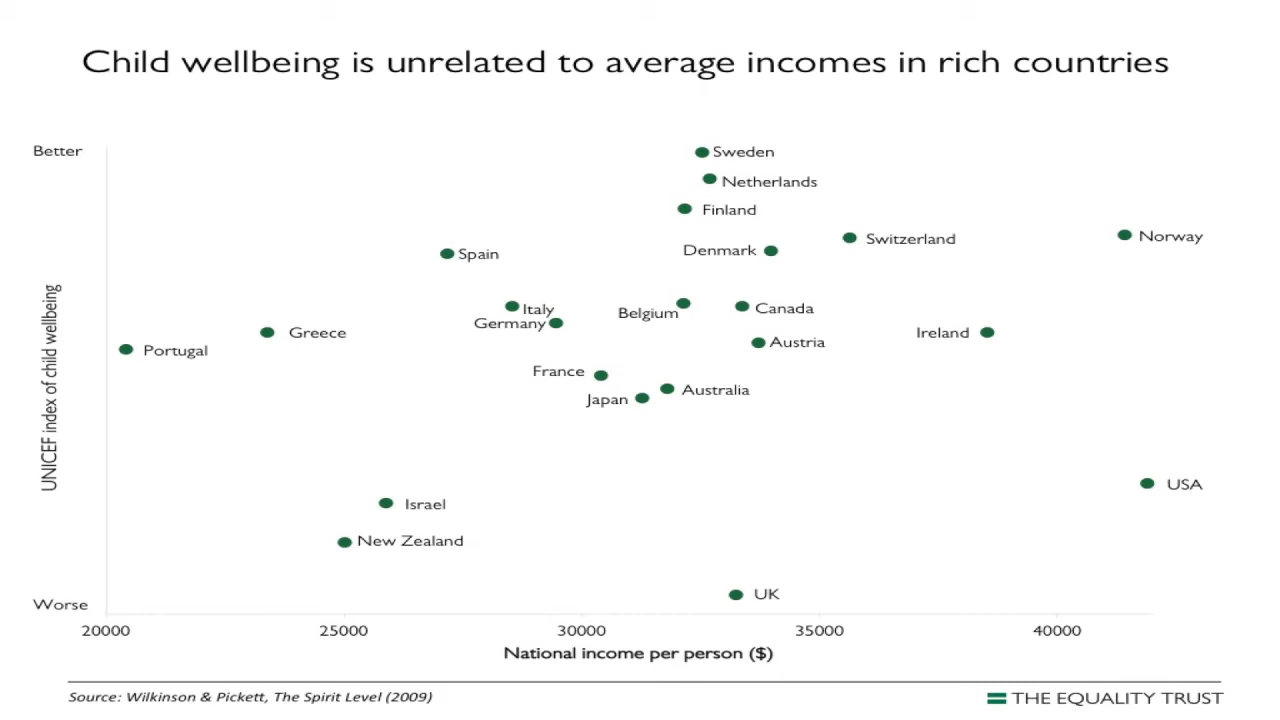 Child wellbeing is unrelated to average incomes in rich countries
Better
Sweden
Netherlands
Finland
Switzerland
Norway
Denmark
Spain
Italy
Belgium
Canada
Germany
Greece
Ireland
Austria
Portugal
France
Australia
Japan
UNICEF index of child wellbeing
USA
Israel
New Zealand
UK
Worse
20000 25000 30000 35000 40000
National income per person ($)
Source: Wilkinson & Pickett, The Spirit Level (2009)
THE EQUALITY TRUST